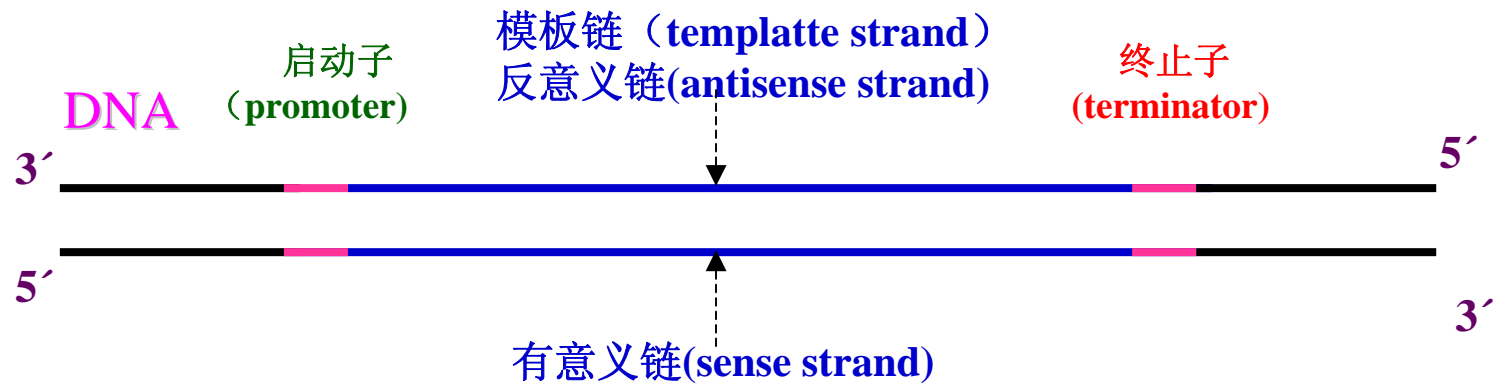 模板链（templatte strand）
启动子
反意义链(antisense strand)
终止子
DNA
（promoter)
(terminator)
3´
5´
5´
3´
有意义链(sense strand)